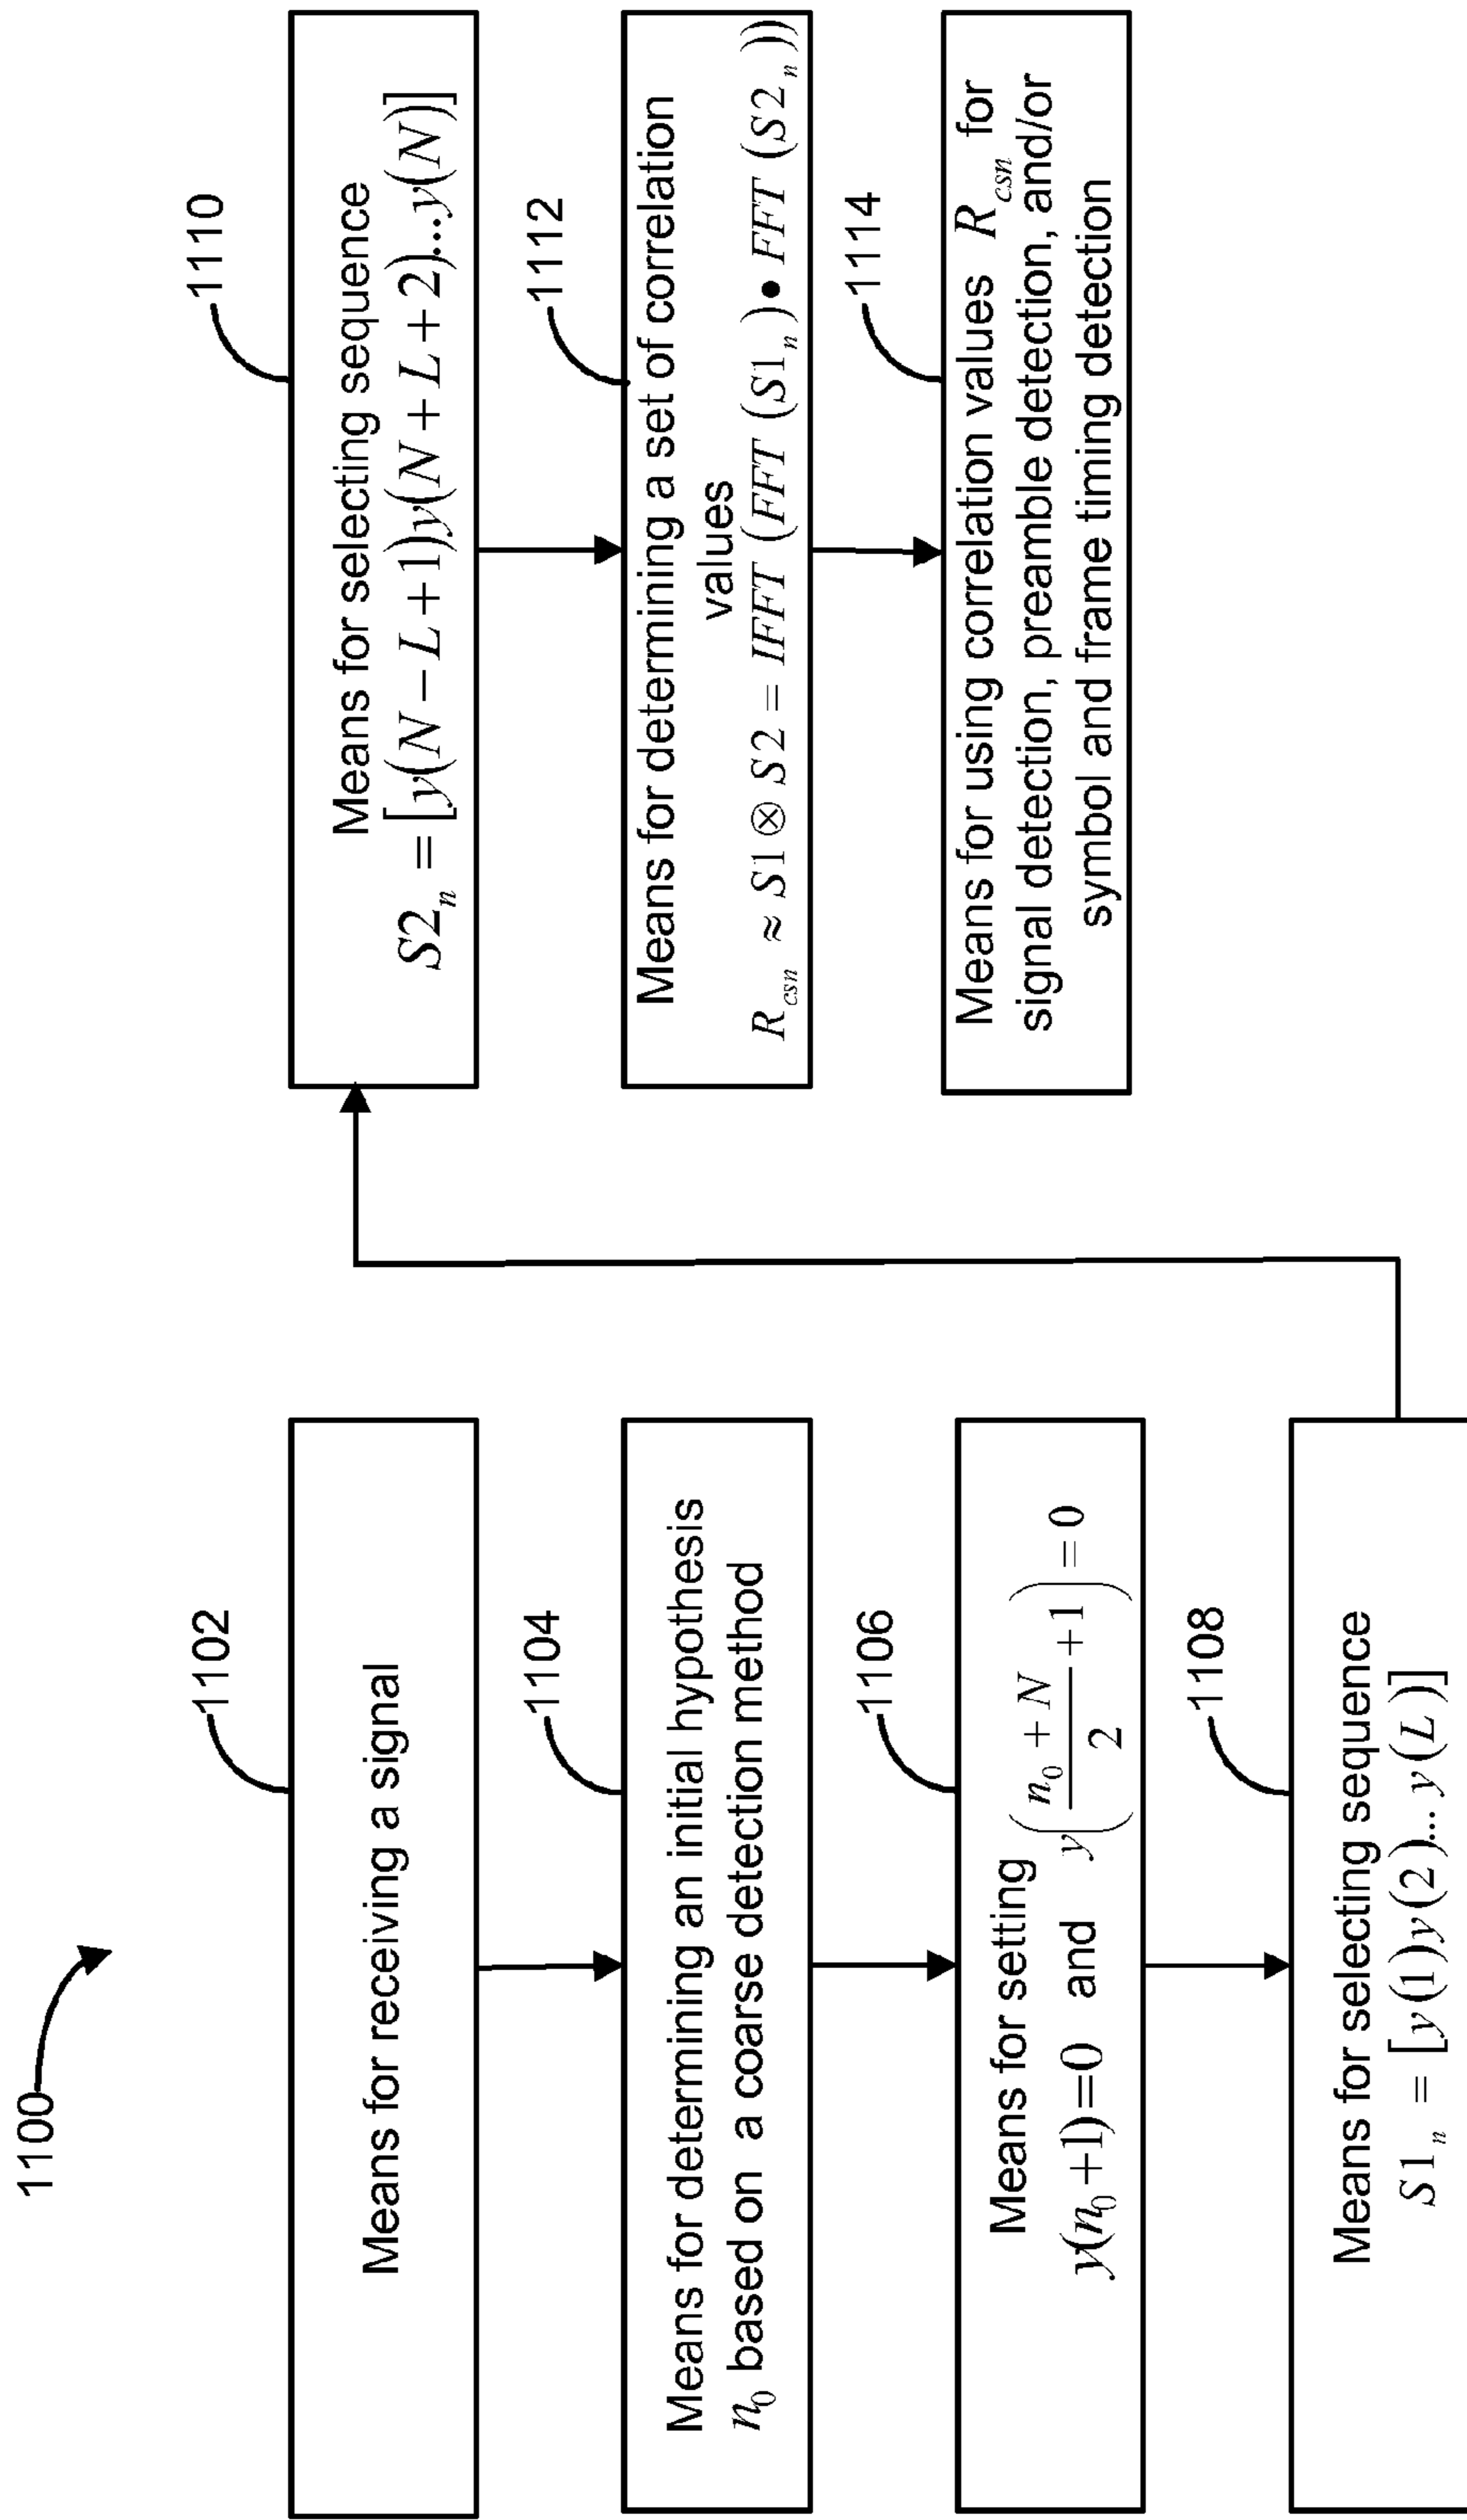 1100
1102
Means for receiving a signal
1104
Means for determining an initial hypothesis
n₀ based on a coarse detection method
1106
Means for setting
y(n₀+1)=0 and y((n₀+N)/2+1)=0
1108
Means for selecting sequence
S1ₙ = [y(1)y(2)... y(L)]
1110
Means for selecting sequence
S2ₙ = [y(N−L+1)y(N+L+2)...y(N)]
1112
Means for determining a set of correlation
values
R_csn ≈ S1⊗S2 = IFFT (FFT (S1ₙ)• FFT (S2ₙ))
1114
Means for using correlation values R_csn for
signal detection, preamble detection, and/or
symbol and frame timing detection